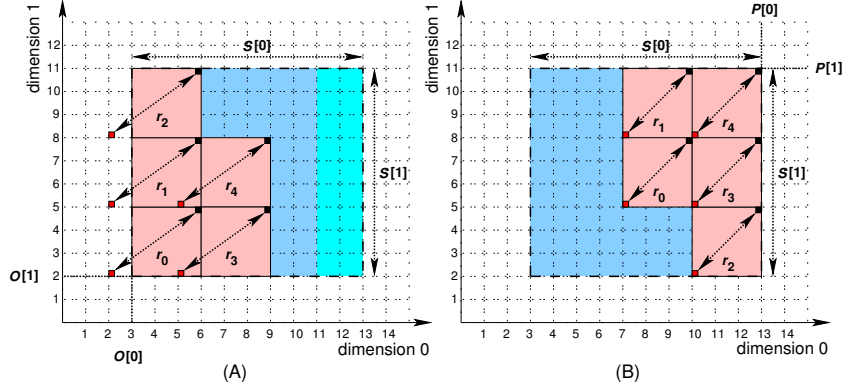 dimension 1
12
11
10
9
8
7
6
5
4
3
2
1
O[1]
S[0]
S[1]
r2
r1
r4
r0
r3
1 2 3 4 5 6 7 8 9 10 11 12 13 14
O[0]
dimension 0
(A)
dimension 1
12
11
10
9
8
7
6
5
4
3
2
1
P[0]
P[1]
S[0]
S[1]
r1
r4
r0
r3
r2
1 2 3 4 5 6 7 8 9 10 11 12 13 14
dimension 0
(B)